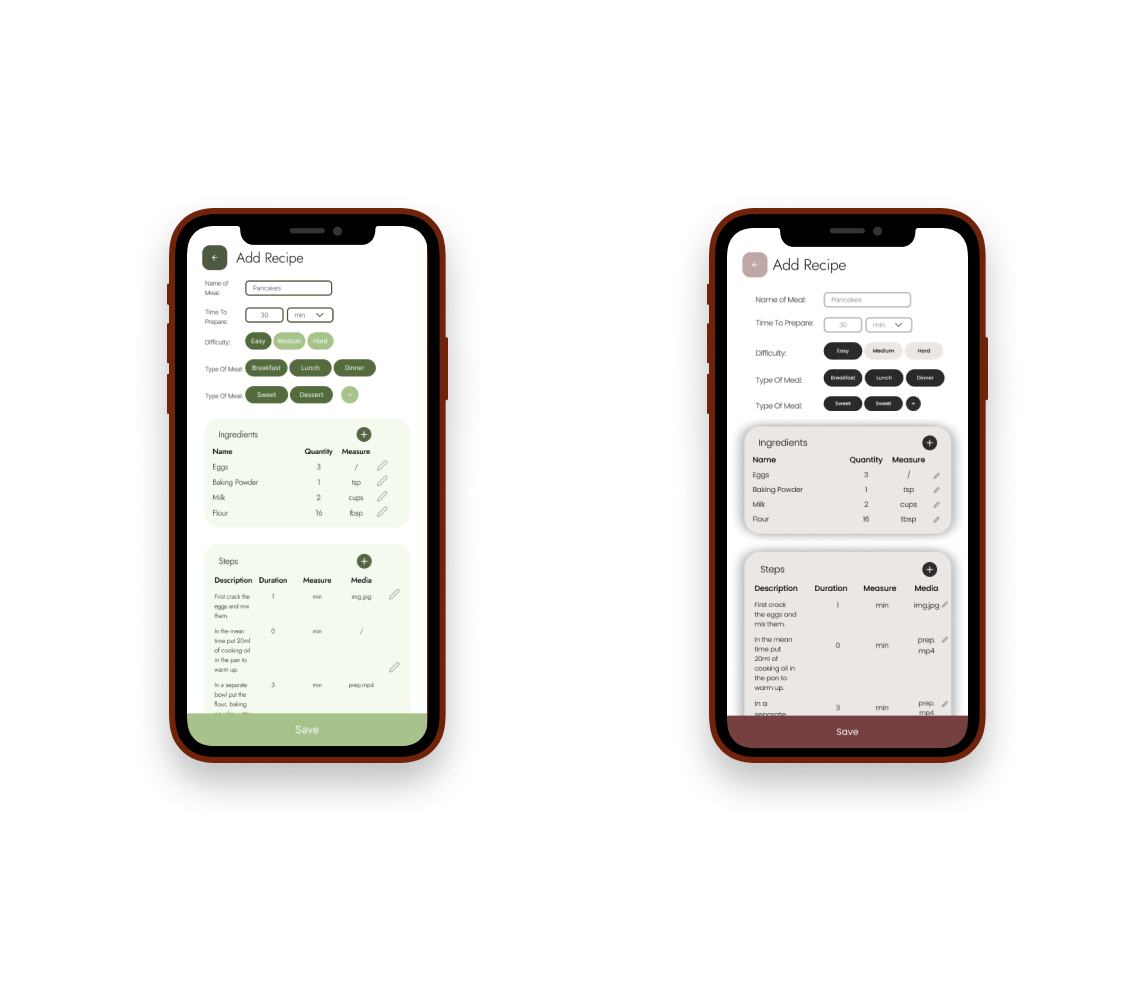 Add Recipe
Name of
Meal:
Pancakes
Time To
Prepare:
30
min
Difficulty:
Easy
Medium
Hard
Type Of Meal:
Breakfast
Lunch
Dinner
Type Of Meal:
Sweet
Dessert
+
Ingredients
+
Name Quantity Measure
Eggs 3 /
Baking Powder 1 tsp
Milk 2 cups
Flour 16 tbsp
Steps
+
Description Duration Measure Media
First crack the 1 min img.jpg
eggs and mix
them.
In the mean 0 min /
time put 20ml
of cooking oil
in the pan to
warm up.
In a separate 3 min prep.mp4
bowl put the
flour, baking
Save
Add Recipe
Name of Meal:
Pancakes
Time To Prepare:
30
min
Difficulty:
Easy
Medium
Hard
Type Of Meal:
Breakfast
Lunch
Dinner
Type Of Meal:
Sweet
Sweet
+
Ingredients
+
Name Quantity Measure
Eggs 3 /
Baking Powder 1 tsp
Milk 2 cups
Flour 16 tbsp
Steps
+
Description Duration Measure Media
First crack 1 min img.jpg
the eggs and
mix them.
In the mean prep.
time put 0 min mp4
20ml of
cooking oil in
the pan to
warm up.
In a 3 min prep.
separate mp4
Save